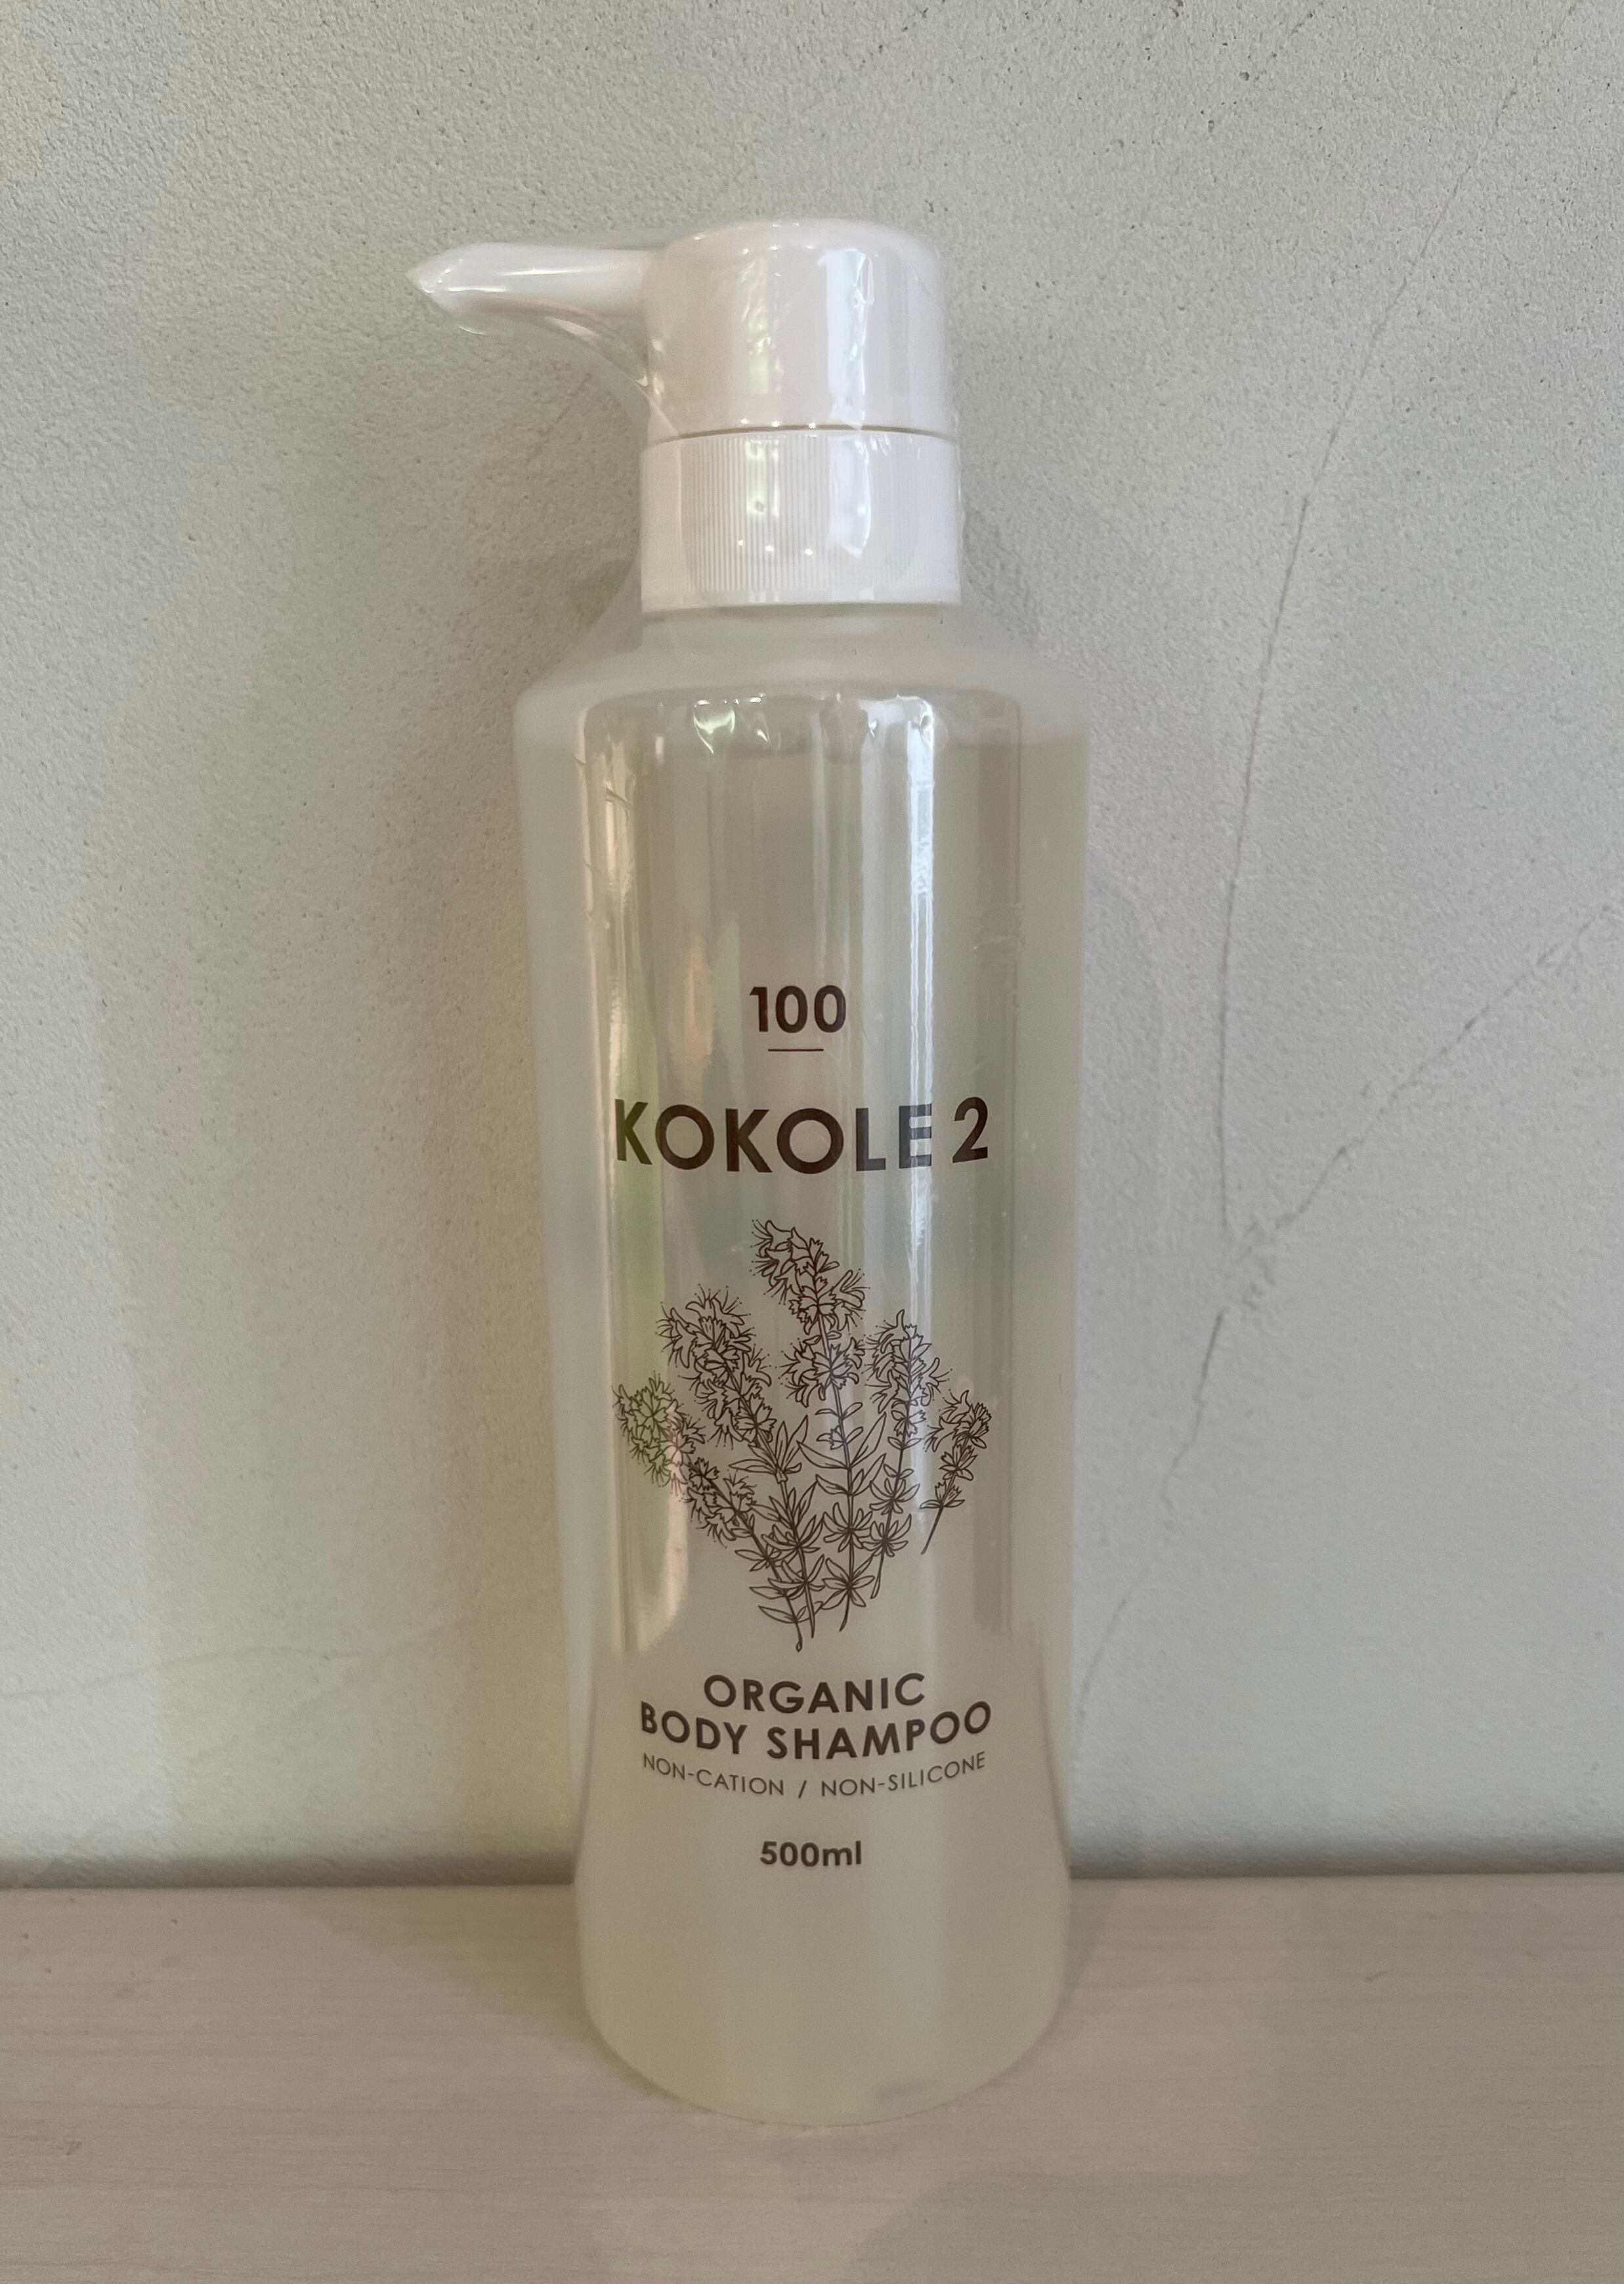 100
KOKOLE 2
ORGANIC
BODY SHAMPOO
NON-CATION / NON-SILICONE
500ml